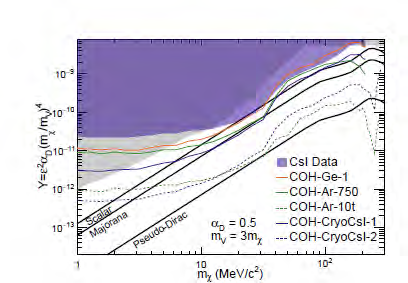 Y=ε²α_D(m_χ/m_V)⁴
10⁻⁹
10⁻¹⁰
10⁻¹¹
10⁻¹²
10⁻¹³
CsI Data
COH-Ge-1
COH-Ar-750
COH-Ar-10t
COH-CryoCsI-1
COH-CryoCsI-2
Scalar
Majorana
Pseudo-Dirac
α_D = 0.5
m_V = 3m_χ
1
10
10²
m_χ (MeV/c²)